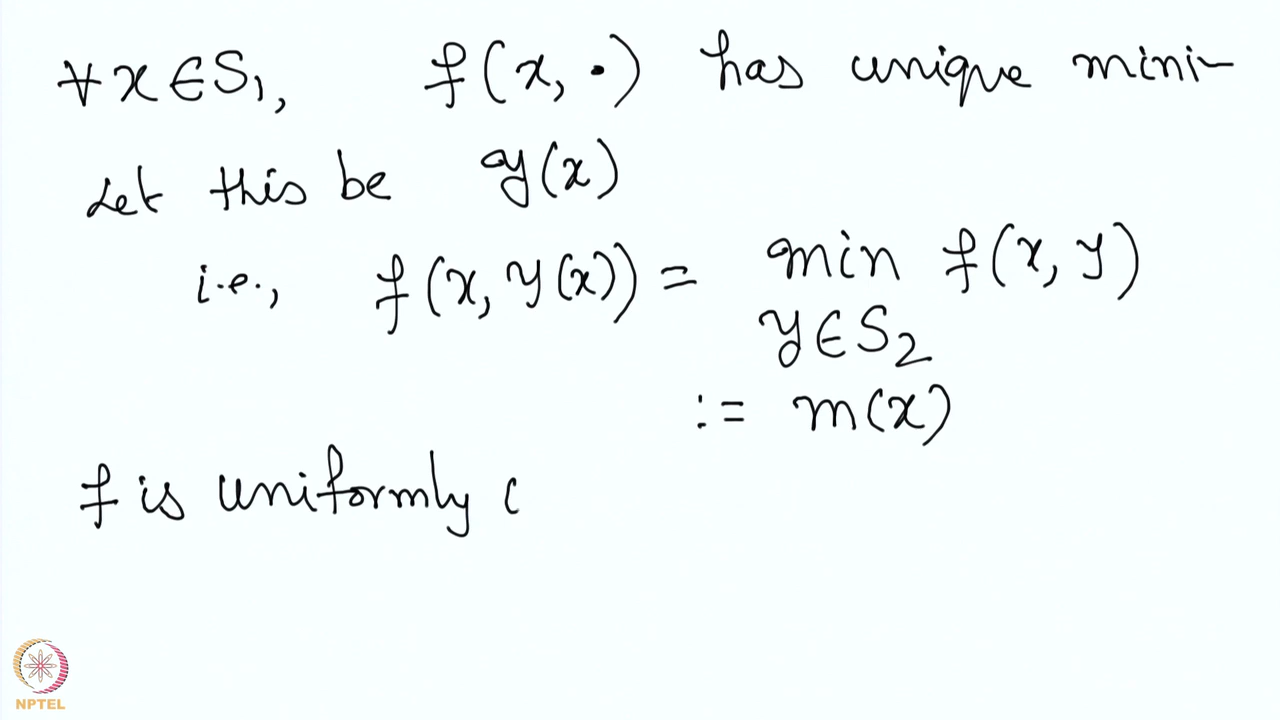 ∀ x ∈ S₁, f(x, ·) has unique mini-
Let this be y(x)
i.e., f(x, y(x)) = min f(x, y)
y ∈ S₂
:= m(x)
f is uniformly c
NPTEL